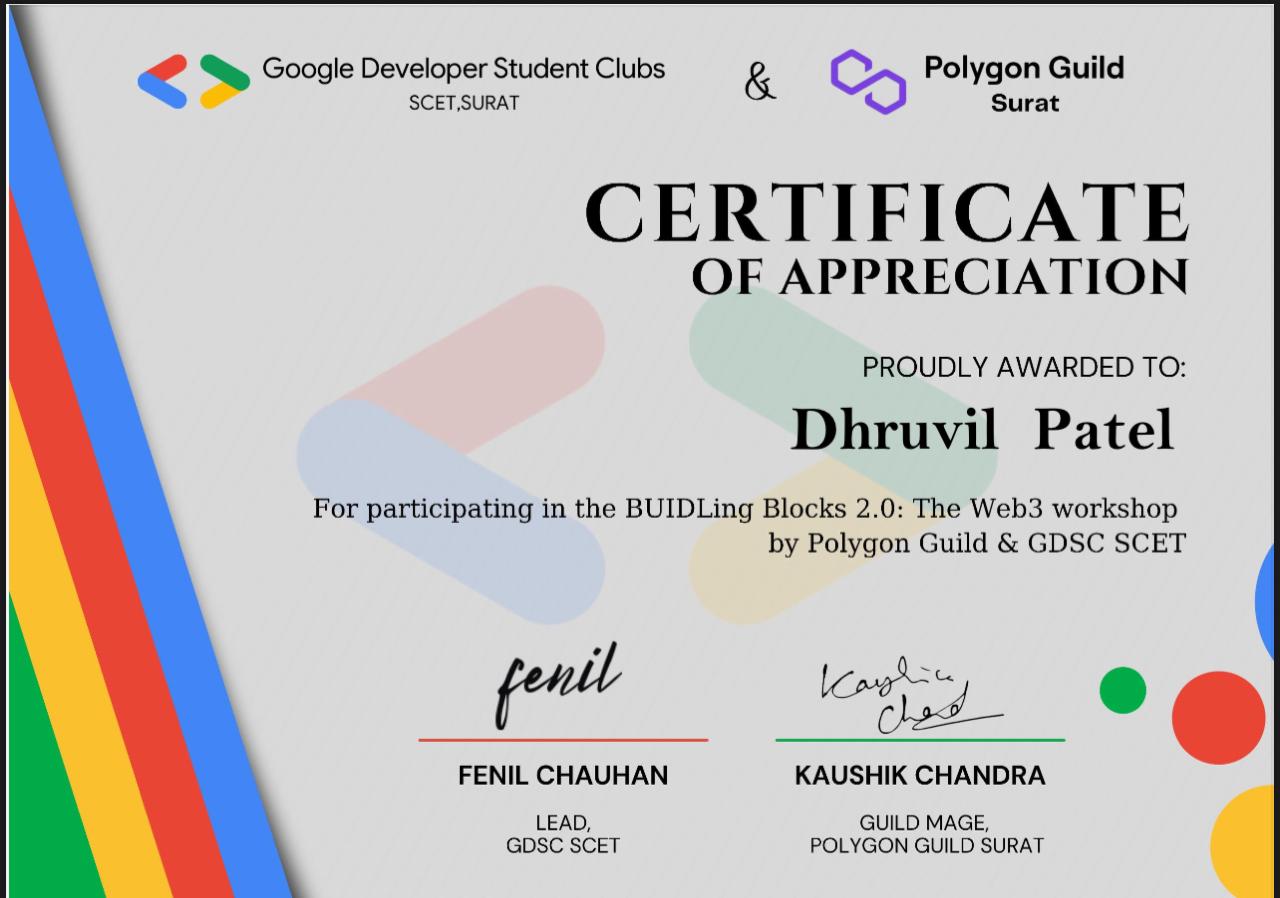 Google Developer Student Clubs
SCET,SURAT
&
Polygon Guild
Surat
CERTIFICATE
OF APPRECIATION
PROUDLY AWARDED TO:
Dhruvil Patel
For participating in the BUIDLing Blocks 2.0: The Web3 workshop
by Polygon Guild & GDSC SCET
fenil
FENIL CHAUHAN
LEAD,
GDSC SCET
KAUSHIK CHANDRA
GUILD MAGE,
POLYGON GUILD SURAT